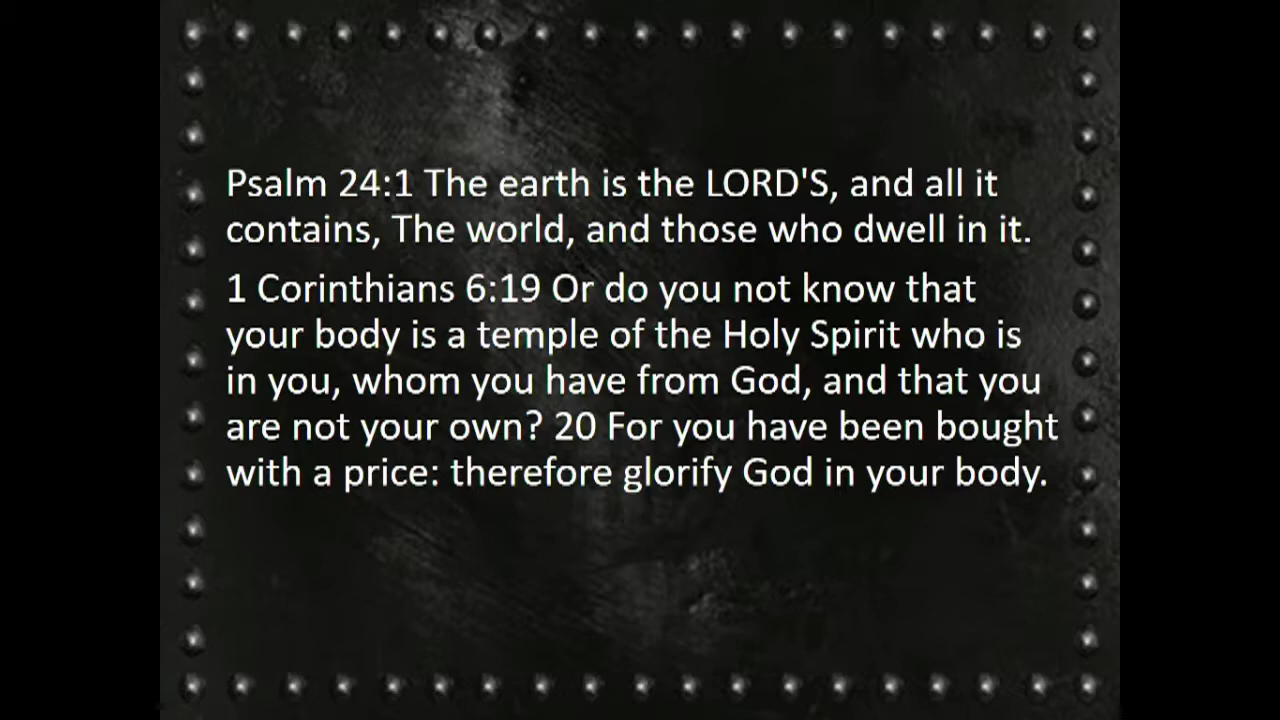 Psalm 24:1 The earth is the LORD'S, and all it
contains, The world, and those who dwell in it.
1 Corinthians 6:19 Or do you not know that
your body is a temple of the Holy Spirit who is
in you, whom you have from God, and that you
are not your own? 20 For you have been bought
with a price: therefore glorify God in your body.